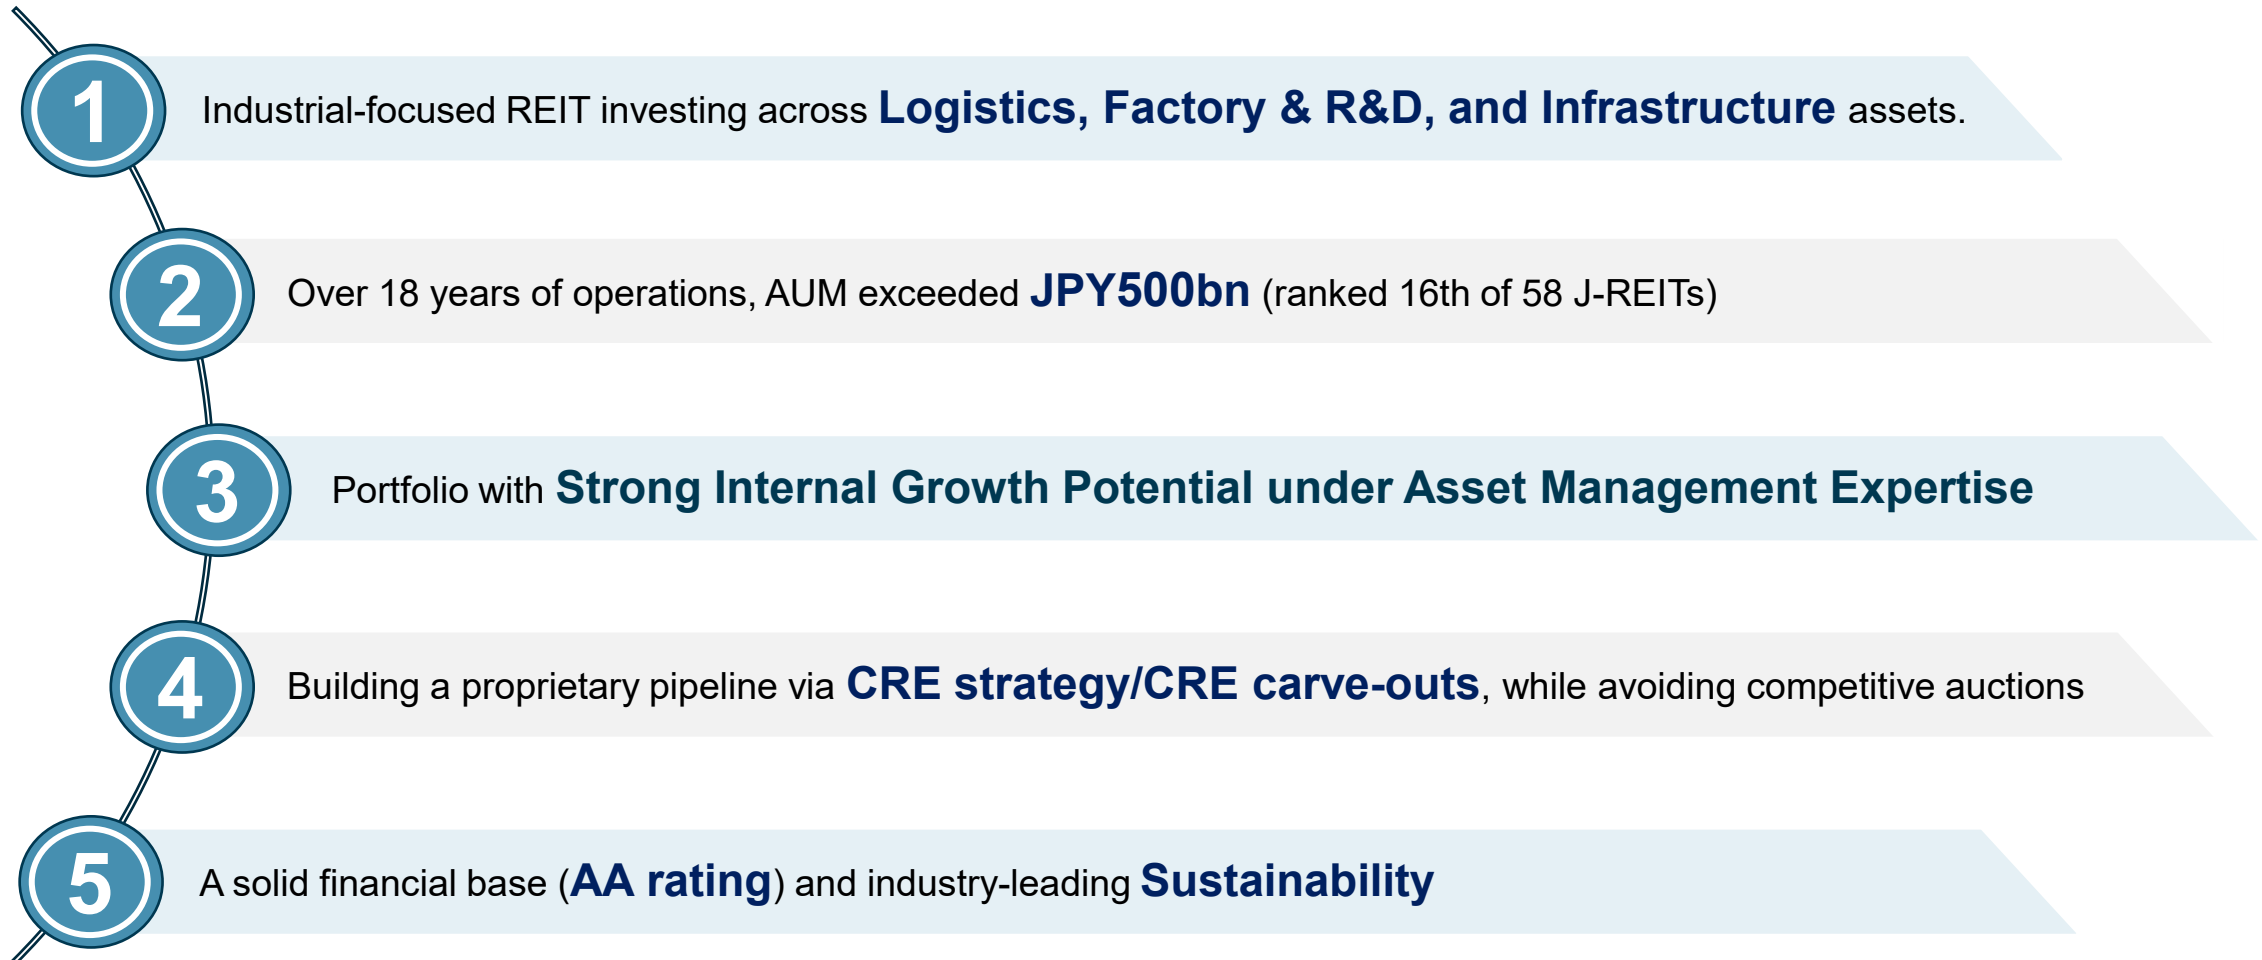 1
Industrial-focused REIT investing across Logistics, Factory & R&D, and Infrastructure assets.
2
Over 18 years of operations, AUM exceeded JPY500bn (ranked 16th of 58 J-REITs)
3
Portfolio with Strong Internal Growth Potential under Asset Management Expertise
4
Building a proprietary pipeline via CRE strategy/CRE carve-outs, while avoiding competitive auctions
5
A solid financial base (AA rating) and industry-leading Sustainability